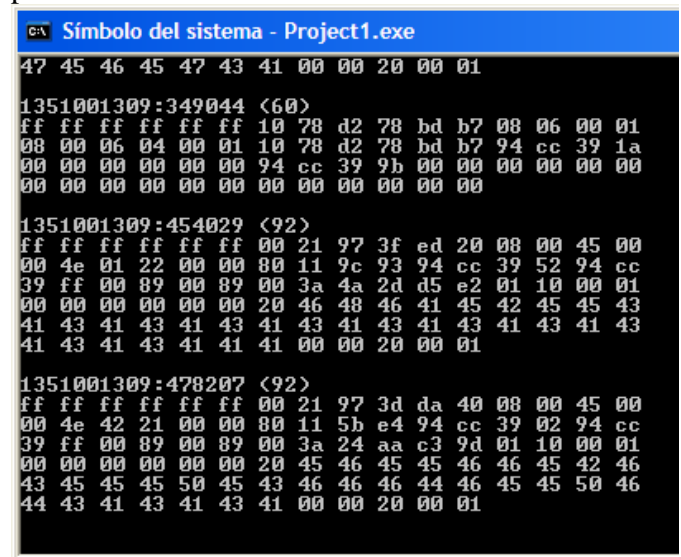 Símbolo del sistema - Project1.exe
47 45 46 45 47 43 41 00 00 20 00 01
1351001309:349044 (60)
ff ff ff ff ff ff 10 78 d2 78 bd b7 08 06 00 01
08 00 06 04 00 01 10 78 d2 78 bd b7 94 cc 39 1a
00 00 00 00 00 00 94 cc 39 9b 00 00 00 00 00 00
00 00 00 00 00 00 00 00 00 00 00 00
1351001309:454029 (92)
ff ff ff ff ff ff 00 21 97 3f ed 20 08 00 45 00
00 4e 01 22 00 00 80 11 9c 93 94 cc 39 52 94 cc
39 ff 00 89 00 89 00 3a 4a 2d d5 e2 01 10 00 01
00 00 00 00 00 00 20 46 48 46 41 45 42 45 45 43
41 43 41 43 41 43 41 43 41 43 41 43 41 43 41 43
41 43 41 43 41 41 41 00 00 20 00 01
1351001309:478207 (92)
ff ff ff ff ff ff 00 21 97 3d da 40 08 00 45 00
00 4e 42 21 00 00 80 11 5b e4 94 cc 39 02 94 cc
39 ff 00 89 00 89 00 3a 24 aa c3 9d 01 10 00 01
00 00 00 00 00 00 20 45 46 45 45 46 46 45 42 46
43 45 45 45 50 45 43 46 46 46 44 46 45 45 50 46
44 43 41 43 41 43 41 00 00 20 00 01